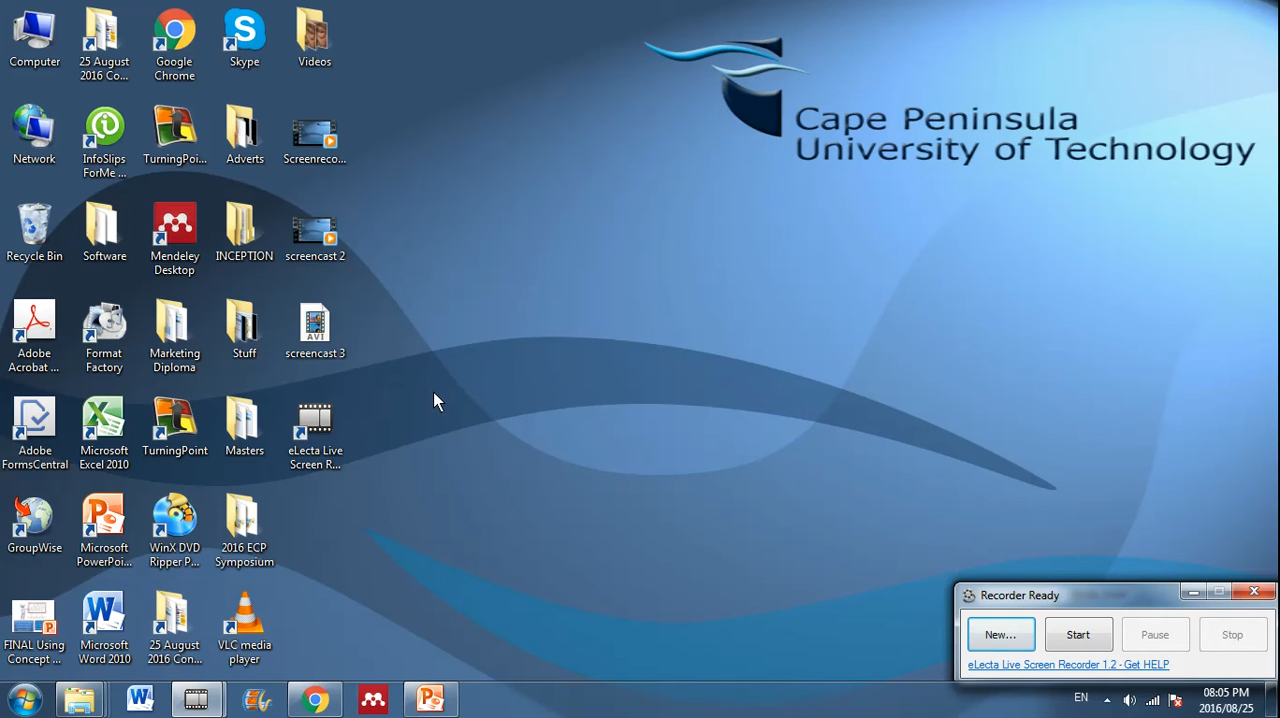 Computer
25 August
2016 Co...
Google
Chrome
Skype
Videos
Cape Peninsula
University of Technology
Network
InfoSlips
ForMe ...
TurningPoi...
Adverts
Screenreco...
Recycle Bin
Software
Mendeley
Desktop
INCEPTION
screencast 2
Adobe
Acrobat ...
Format
Factory
Marketing
Diploma
Stuff
AVI
screencast 3
Adobe
FormsCentral
Microsoft
Excel 2010
TurningPoint
Masters
eLecta Live
Screen R...
GroupWise
Microsoft
PowerPoi...
WinX DVD
Ripper P...
2016 ECP
Symposium
FINAL Using
Concept ...
Microsoft
Word 2010
25 August
2016 Con...
VLC media
player
Recorder Ready
New...
Start
Pause
Stop
eLecta Live Screen Recorder 1.2 - Get HELP
EN
08:05 PM
2016/08/25